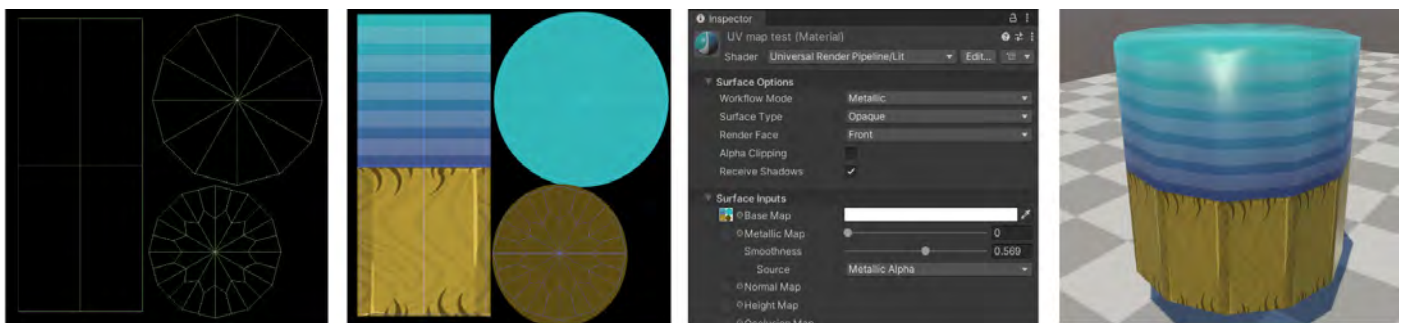 Inspector
UV map test (Material)
Shader Universal Render Pipeline/Lit Edit...
Surface Options
Workflow Mode Metallic
Surface Type Opaque
Render Face Front
Alpha Clipping
Receive Shadows
Surface Inputs
Base Map
Metallic Map 0
Smoothness 0.569
Source Metallic Alpha
Normal Map
Height Map
Occlusion Map